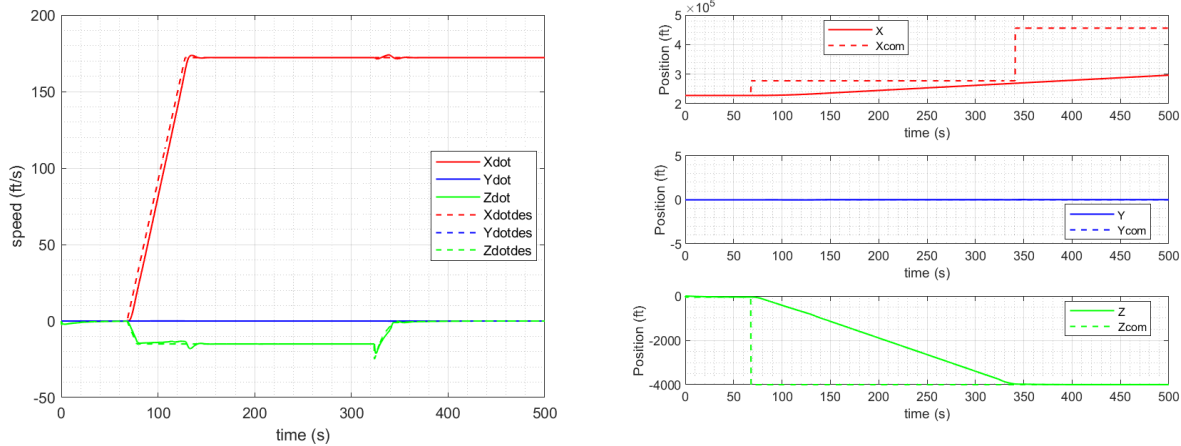 200
150
100
50
0
-50
speed (ft/s)
0 100 200 300 400 500
time (s)
Xdot
Ydot
Zdot
Xdotdes
Ydotdes
Zdotdes
×10⁵
5
4
3
2
Position (ft)
X
Xcom
0 50 100 150 200 250 300 350 400 450 500
time (s)
5
0
-5
Position (ft)
Y
Ycom
0 50 100 150 200 250 300 350 400 450 500
time (s)
0
-2000
-4000
Position (ft)
Z
Zcom
0 50 100 150 200 250 300 350 400 450 500
time (s)